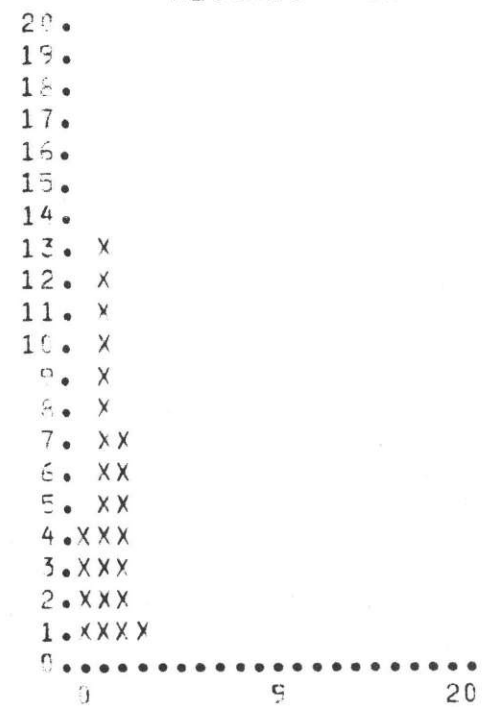 20.
19.
18.
17.
16.
15.
14.
13. X
12. X
11. X
10. X
9. X
8. X
7. XX
6. XX
5. XX
4.XXX
3.XXX
2.XXX
1.XXXX
0...................
0 9 20